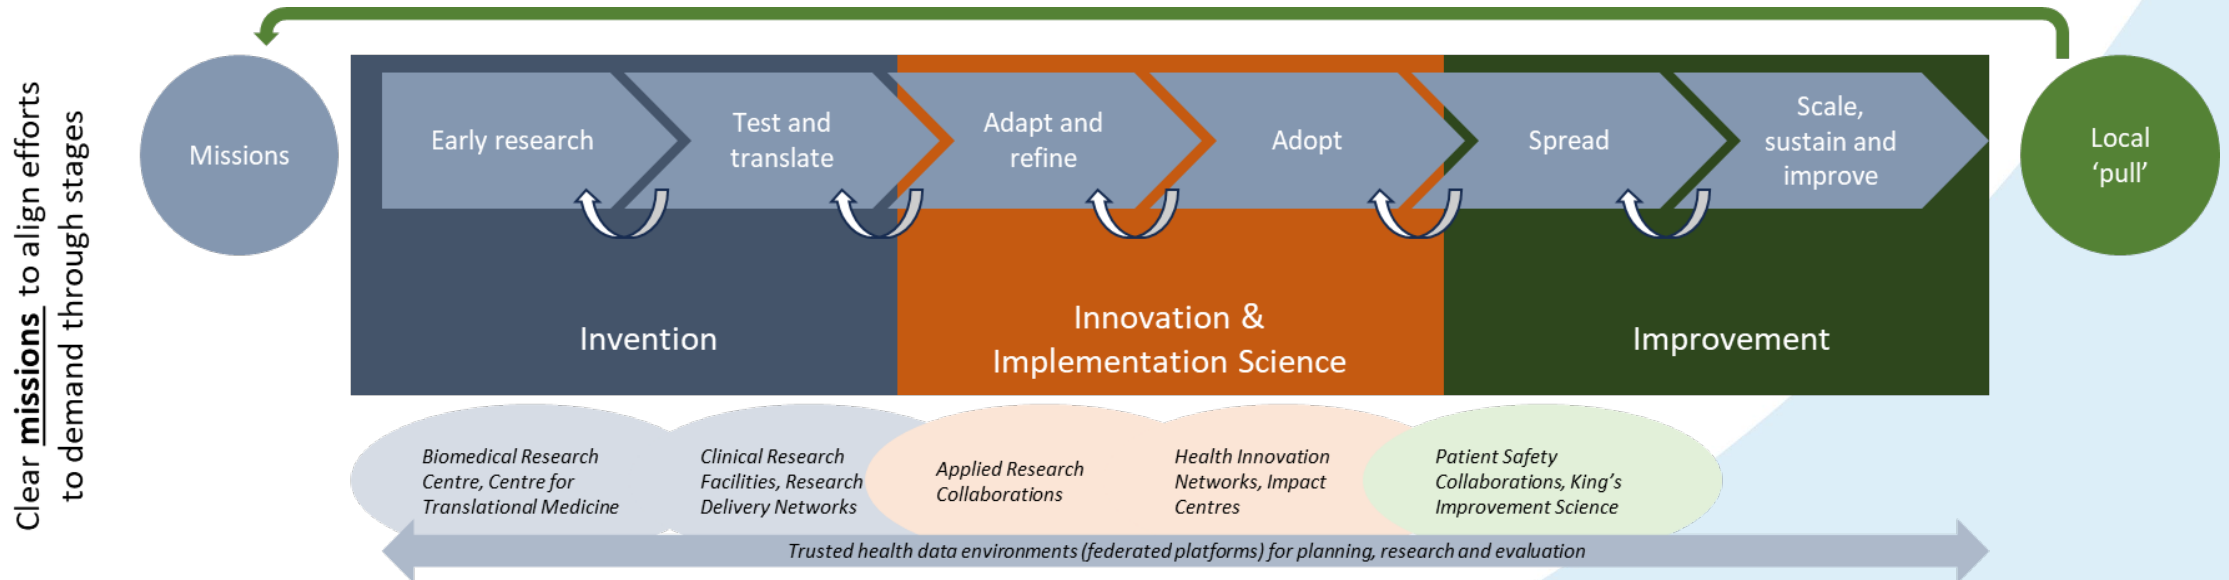 Clear missions to align efforts
to demand through stages
Missions
Early research
Test and
translate
Adapt and
refine
Adopt
Spread
Scale,
sustain and
improve
Local
‘pull’
Invention
Innovation &
Implementation Science
Improvement
Biomedical Research
Centre, Centre for
Translational Medicine
Clinical Research
Facilities, Research
Delivery Networks
Applied Research
Collaborations
Health Innovation
Networks, Impact
Centres
Patient Safety
Collaborations, King’s
Improvement Science
Trusted health data environments (federated platforms) for planning, research and evaluation